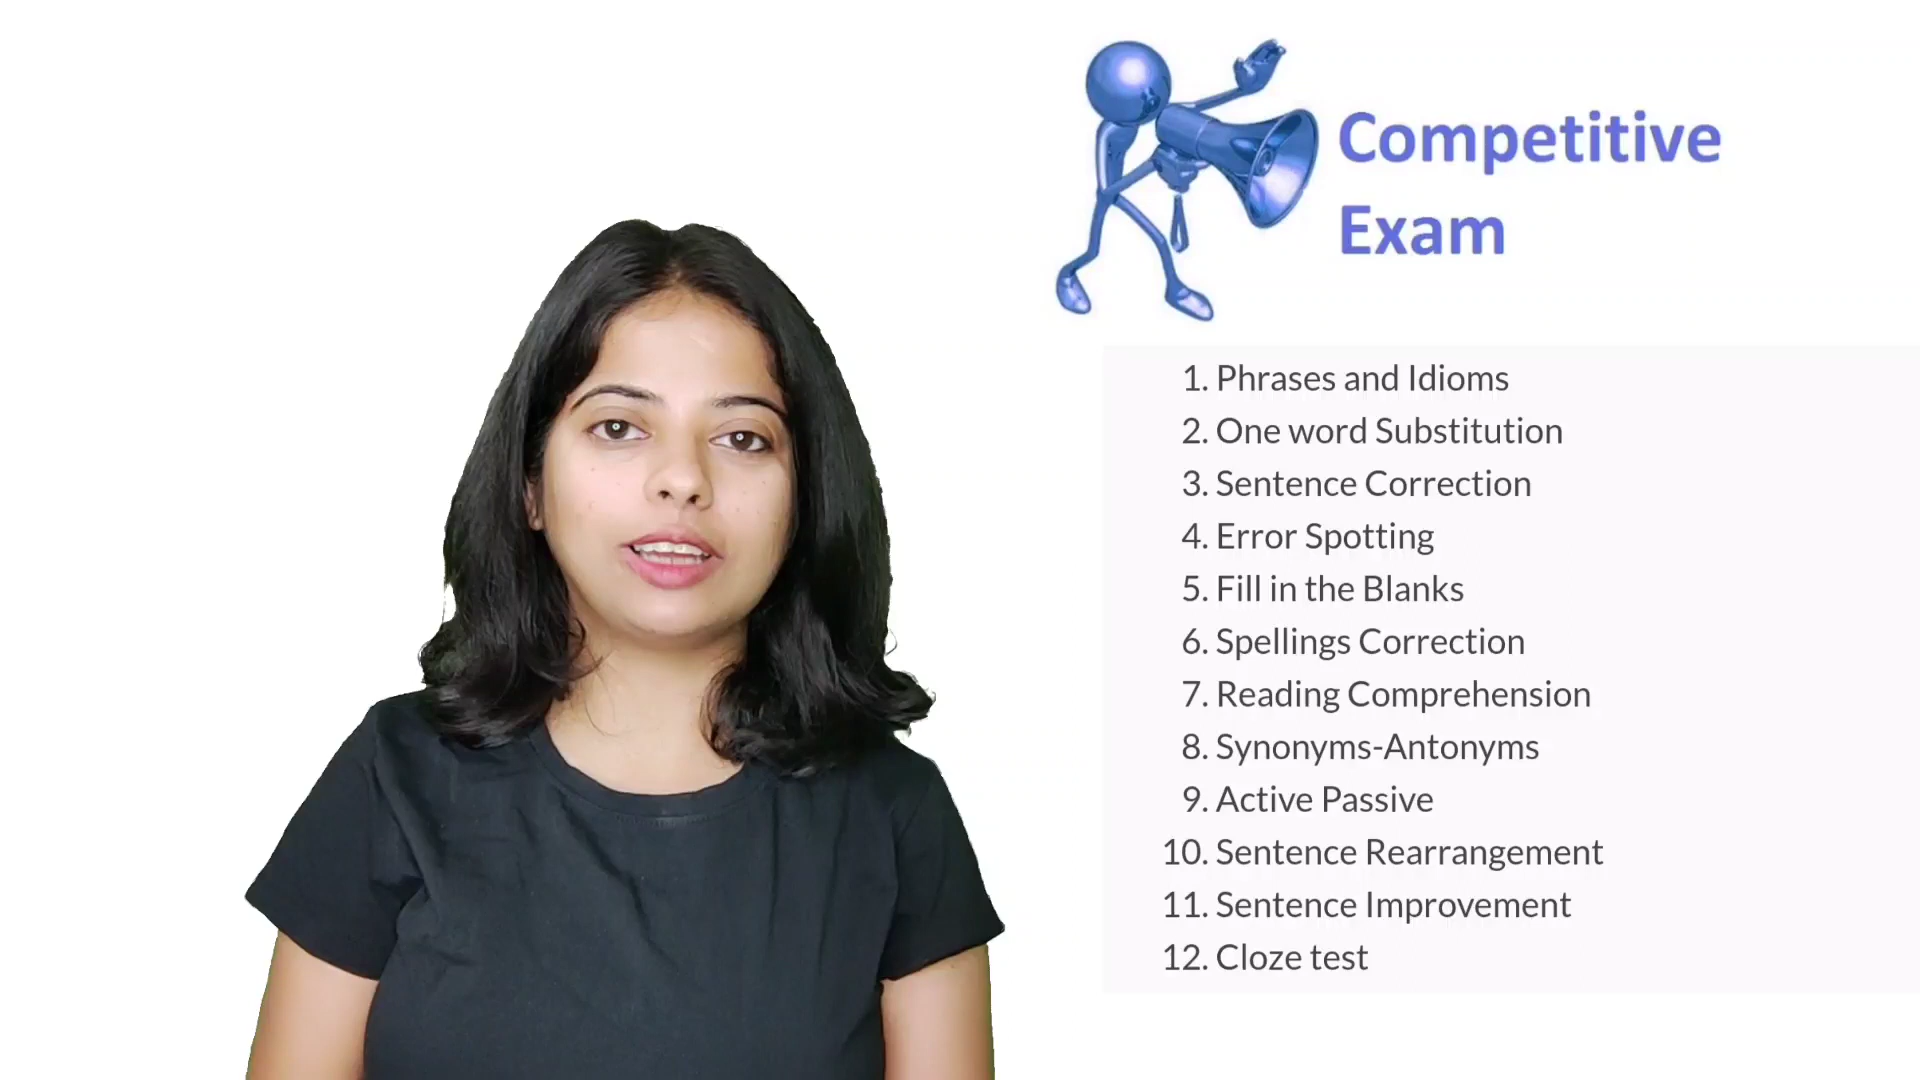 Competitive
Exam
1. Phrases and Idioms
2. One word Substitution
3. Sentence Correction
4. Error Spotting
5. Fill in the Blanks
6. Spellings Correction
7. Reading Comprehension
8. Synonyms-Antonyms
9. Active Passive
10. Sentence Rearrangement
11. Sentence Improvement
12. Cloze test